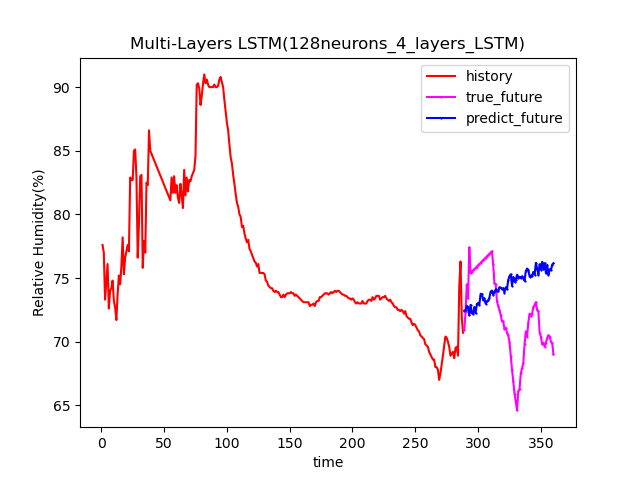 Multi-Layers LSTM(128neurons_4_layers_LSTM)
history
true_future
predict_future
Relative Humidity(%)
90
85
80
75
70
65
0 50 100 150 200 250 300 350
time